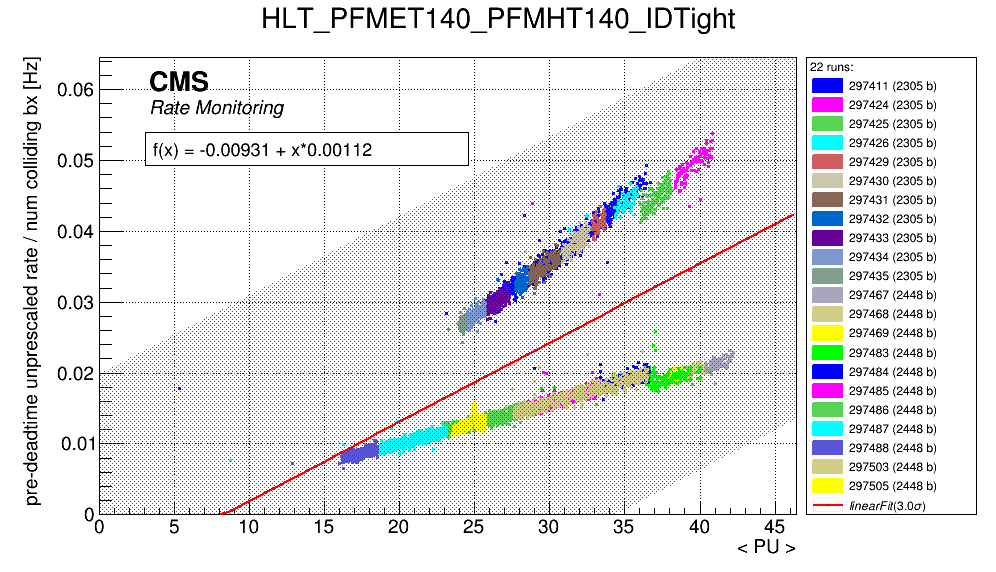 HLT_PFMET140_PFMHT140_IDTight
pre-deadtime unprescaled rate / num colliding bx [Hz]
CMS
Rate Monitoring
f(x) = -0.00931 + x*0.00112
0.06
0.05
0.04
0.03
0.02
0.01
0
0 5 10 15 20 25 30 35 40 45
< PU >
22 runs:
297411 (2305 b)
297424 (2305 b)
297425 (2305 b)
297426 (2305 b)
297429 (2305 b)
297430 (2305 b)
297431 (2305 b)
297432 (2305 b)
297433 (2305 b)
297434 (2305 b)
297435 (2305 b)
297467 (2448 b)
297468 (2448 b)
297469 (2448 b)
297483 (2448 b)
297484 (2448 b)
297485 (2448 b)
297486 (2448 b)
297487 (2448 b)
297488 (2448 b)
297503 (2448 b)
297505 (2448 b)
linearFit(3.0σ)